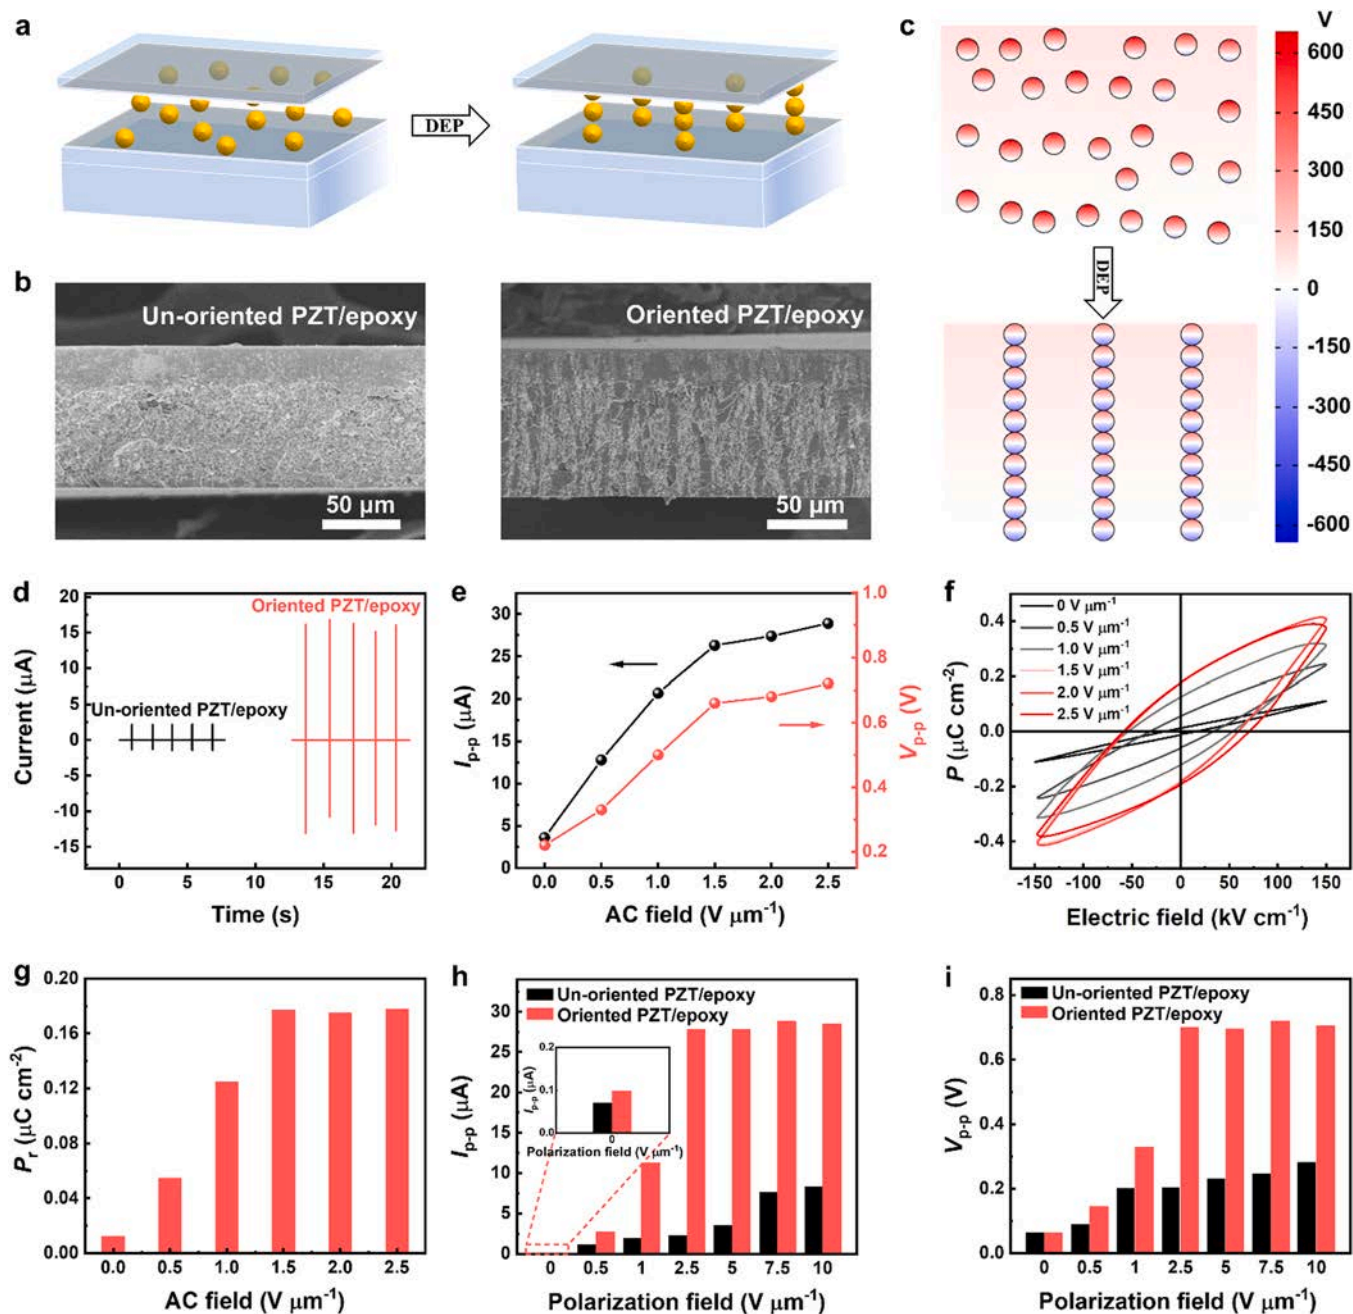 a
DEP
b
Un-oriented PZT/epoxy
50 μm
Oriented PZT/epoxy
50 μm
c
V
600
450
300
150
0
-150
-300
-450
-600
DEP
d
Current (μA)
20
15
10
5
0
-5
-10
-15
Oriented PZT/epoxy
Un-oriented PZT/epoxy
0 5 10 15 20
Time (s)
e
I p-p (μA)
30
25
20
15
10
5
0
1.0
0.8
0.6
0.4
0.2
V p-p (V)
0.0 0.5 1.0 1.5 2.0 2.5
AC field (V μm⁻¹)
f
P (μC cm⁻²)
0.4
0.2
0.0
-0.2
-0.4
0 V μm⁻¹
0.5 V μm⁻¹
1.0 V μm⁻¹
1.5 V μm⁻¹
2.0 V μm⁻¹
2.5 V μm⁻¹
-150 -100 -50 0 50 100 150
Electric field (kV cm⁻¹)
g
P r (μC cm⁻²)
0.20
0.16
0.12
0.08
0.04
0.00
0.0 0.5 1.0 1.5 2.0 2.5
AC field (V μm⁻¹)
h
I p-p (μA)
35
30
25
20
15
10
5
0
Un-oriented PZT/epoxy
Oriented PZT/epoxy
I p-p (μA)
0.2
0.1
0.0
0
Polarization field (V μm⁻¹)
0 0.5 1 2.5 5 7.5 10
Polarization field (V μm⁻¹)
i
V p-p (V)
0.8
0.6
0.4
0.2
0.0
Un-oriented PZT/epoxy
Oriented PZT/epoxy
0 0.5 1 2.5 5 7.5 10
Polarization field (V μm⁻¹)